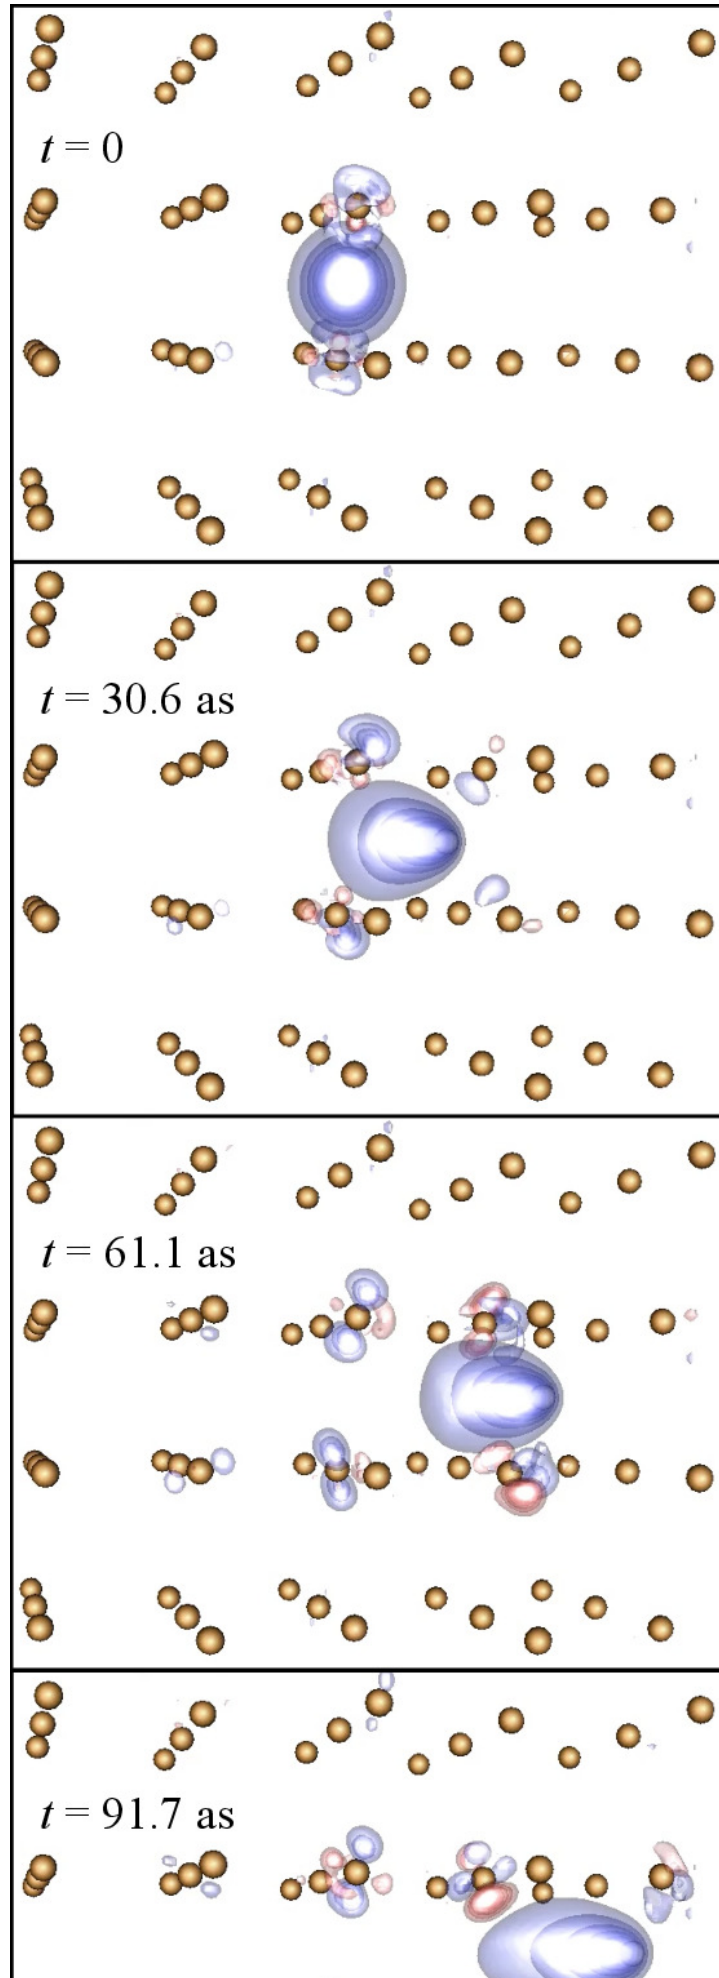 t = 0
t = 30.6 as
t = 61.1 as
t = 91.7 as